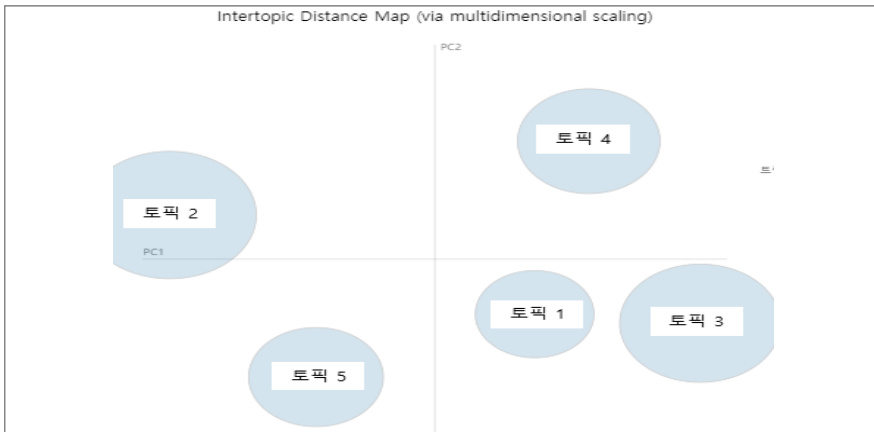 Intertopic Distance Map (via multidimensional scaling)
PC2
토픽 4
토픽 2
PC1
토픽 1
토픽 3
토픽 5